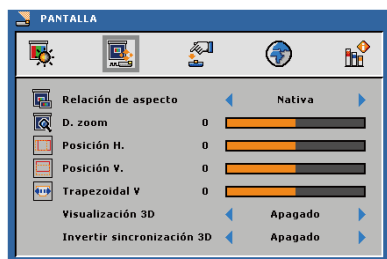 PANTALLA
Relación de aspecto Nativa
D. zoom 0
Posición H. 0
Posición V. 0
Trapezoidal V 0
Visualización 3D Apagado
Invertir sincronización 3D Apagado